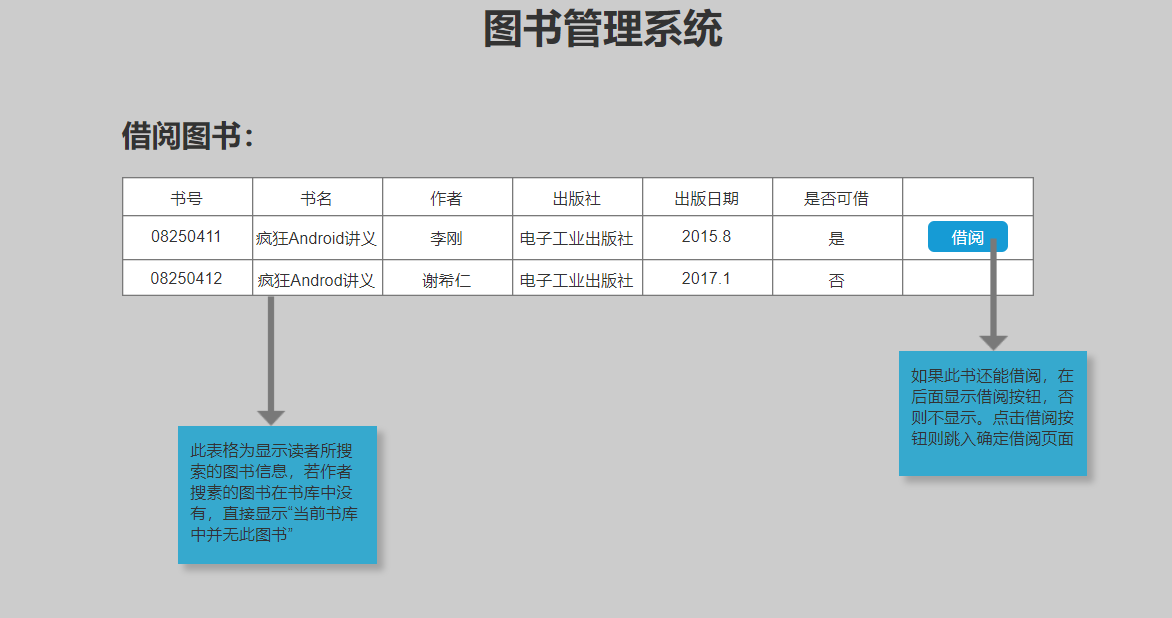 图书管理系统
借阅图书：
书号 书名 作者 出版社 出版日期 是否可借
08250411 疯狂Android讲义 李刚 电子工业出版社 2015.8 是 借阅
08250412 疯狂Androd讲义 谢希仁 电子工业出版社 2017.1 否
如果此书还能借阅，在
后面显示借阅按钮，否
则不显示。点击借阅按
钮则跳入确定借阅页面
此表格为显示读者所搜
索的图书信息，若作者
搜素的图书在书库中没
有，直接显示“当前书库
中并无此图书”